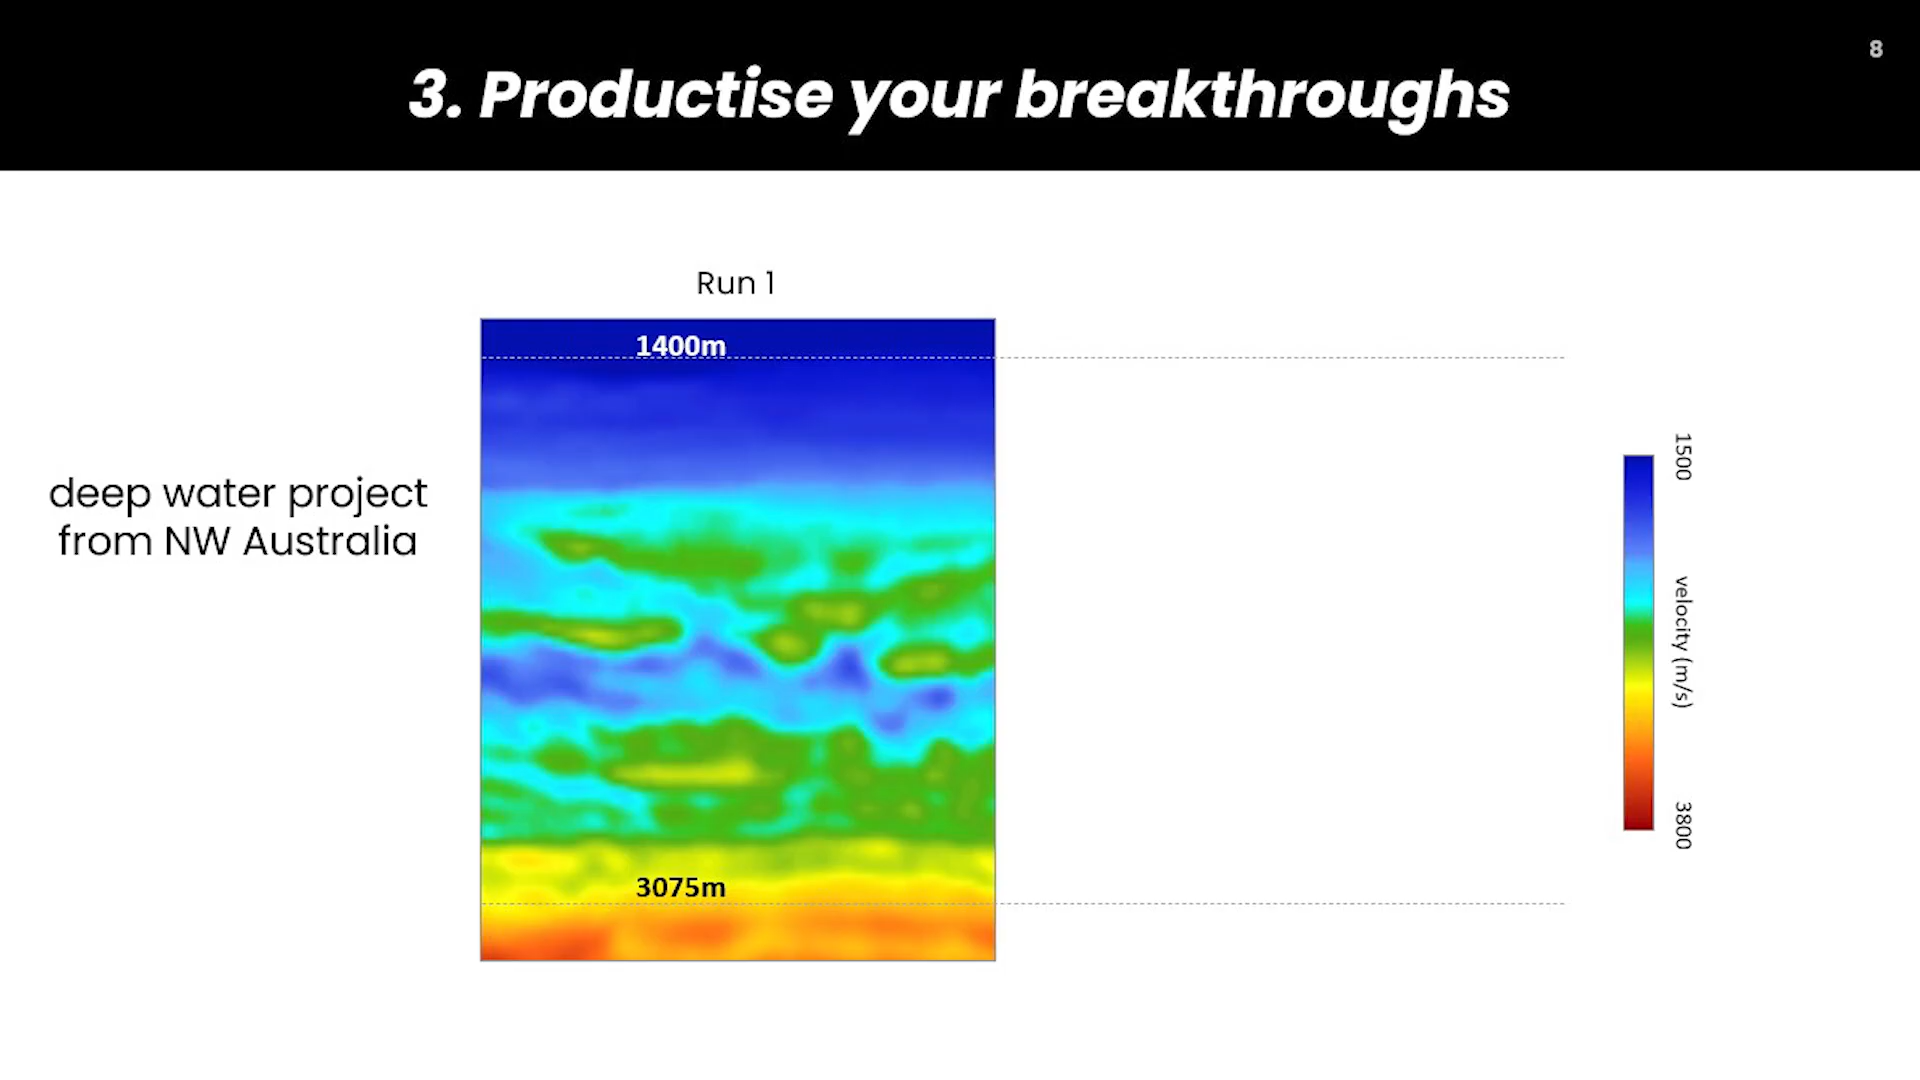 8
3. Productise your breakthroughs
Run 1
1400m
deep water project
from NW Australia
3075m
1500
velocity (m/s)
3800